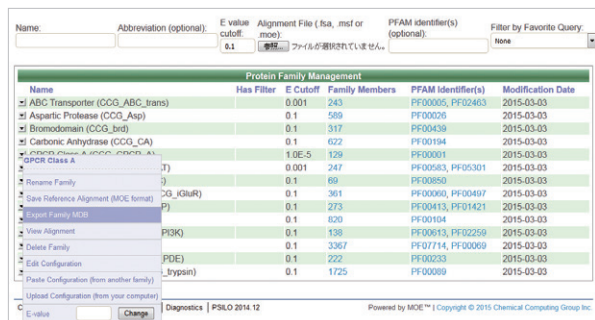 Name:
Abbreviation (optional):
E value cutoff:
0.1
Alignment File (.fsa, .msf or .moe):
参照... ファイルが選択されていません。
PFAM identifier(s) (optional):
Filter by Favorite Query:
None
Protein Family Management
Name Has Filter E Cutoff Family Members PFAM Identifier(s) Modification Date
ABC Transporter (CCG_ABC_trans) 0.001 243 PF00005, PF02463 2015-03-03
Aspartic Protease (CCG_Asp) 0.1 589 PF00026 2015-03-03
Bromodomain (CCG_brd) 0.1 317 PF00439 2015-03-03
Carbonic Anhydrase (CCG_CA) 0.1 622 PF00194 2015-03-03
GPCR Class A (CCG_GPCR_A) 1.0E-5 129 PF00001 2015-03-03
GPCR Class A
T) 0.001 247 PF00583, PF05301 2015-03-03
Rename Family
) 0.1 69 PF00850 2015-03-03
Save Reference Alignment (MOE format)
CG_iGluR) 0.1 361 PF00060, PF00497 2015-03-03
Export Family MDB
P) 0.1 273 PF00413, PF01421 2015-03-03
0.1 820 PF00104 2015-03-03
View Alignment
PI3K) 0.1 138 PF00613, PF02259 2015-03-03
Delete Family
0.1 3367 PF07714, PF00069 2015-03-03
Edit Configuration
PDE) 0.1 222 PF00233 2015-03-03
Paste Configuration (from another family)
_trypsin) 0.1 1725 PF00089 2015-03-03
Upload Configuration (from your computer)
E-value Change
C Diagnostics | PSILO 2014.12 Powered by MOE™ | Copyright © 2015 Chemical Computing Group Inc